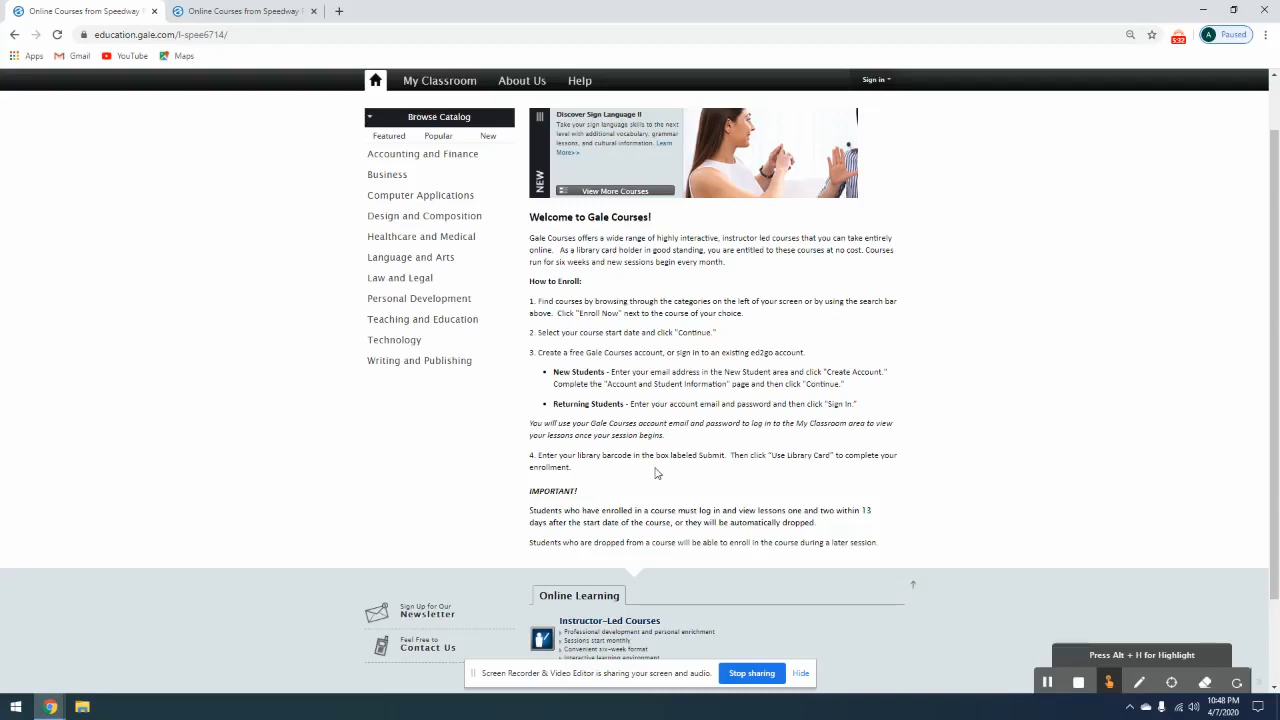 Online Courses from Speedway
Online Courses from Speedway
education.gale.com/l-spee6714/
5:32
A
Paused
Apps
Gmail
YouTube
Maps
My Classroom
About Us
Help
Sign in
Browse Catalog
Featured
Popular
New
Accounting and Finance
Business
Computer Applications
Design and Composition
Healthcare and Medical
Language and Arts
Law and Legal
Personal Development
Teaching and Education
Technology
Writing and Publishing
NEW
Discover Sign Language II
Take your sign language skills to the next
level with additional vocabulary, grammar
lessons, and cultural information. Learn
More>>
View More Courses
Welcome to Gale Courses!
Gale Courses offers a wide range of highly interactive, instructor led courses that you can take entirely
online. As a library card holder in good standing, you are entitled to these courses at no cost. Courses
run for six weeks and new sessions begin every month.
How to Enroll:
1. Find courses by browsing through the categories on the left of your screen or by using the search bar
above. Click "Enroll Now" next to the course of your choice.
2. Select your course start date and click "Continue."
3. Create a free Gale Courses account, or sign in to an existing ed2go account.
• New Students - Enter your email address in the New Student area and click "Create Account."
Complete the "Account and Student Information" page and then click "Continue."
• Returning Students - Enter your account email and password and then click "Sign In."
You will use your Gale Courses account email and password to log in to the My Classroom area to view
your lessons once your session begins.
4. Enter your library barcode in the box labeled Submit. Then click "Use Library Card" to complete your
enrollment.
IMPORTANT!
Students who have enrolled in a course must log in and view lessons one and two within 13
days after the start date of the course, or they will be automatically dropped.
Students who are dropped from a course will be able to enroll in the course during a later session.
Sign Up for Our
Newsletter
Feel Free to
Contact Us
Online Learning
Instructor-Led Courses
Professional development and personal enrichment
Sessions start monthly
Convenient six-week format
Interactive learning environment
Screen Recorder & Video Editor is sharing your screen and audio.
Stop sharing
Hide
Press Alt + H for Highlight
10:48 PM
4/7/2020